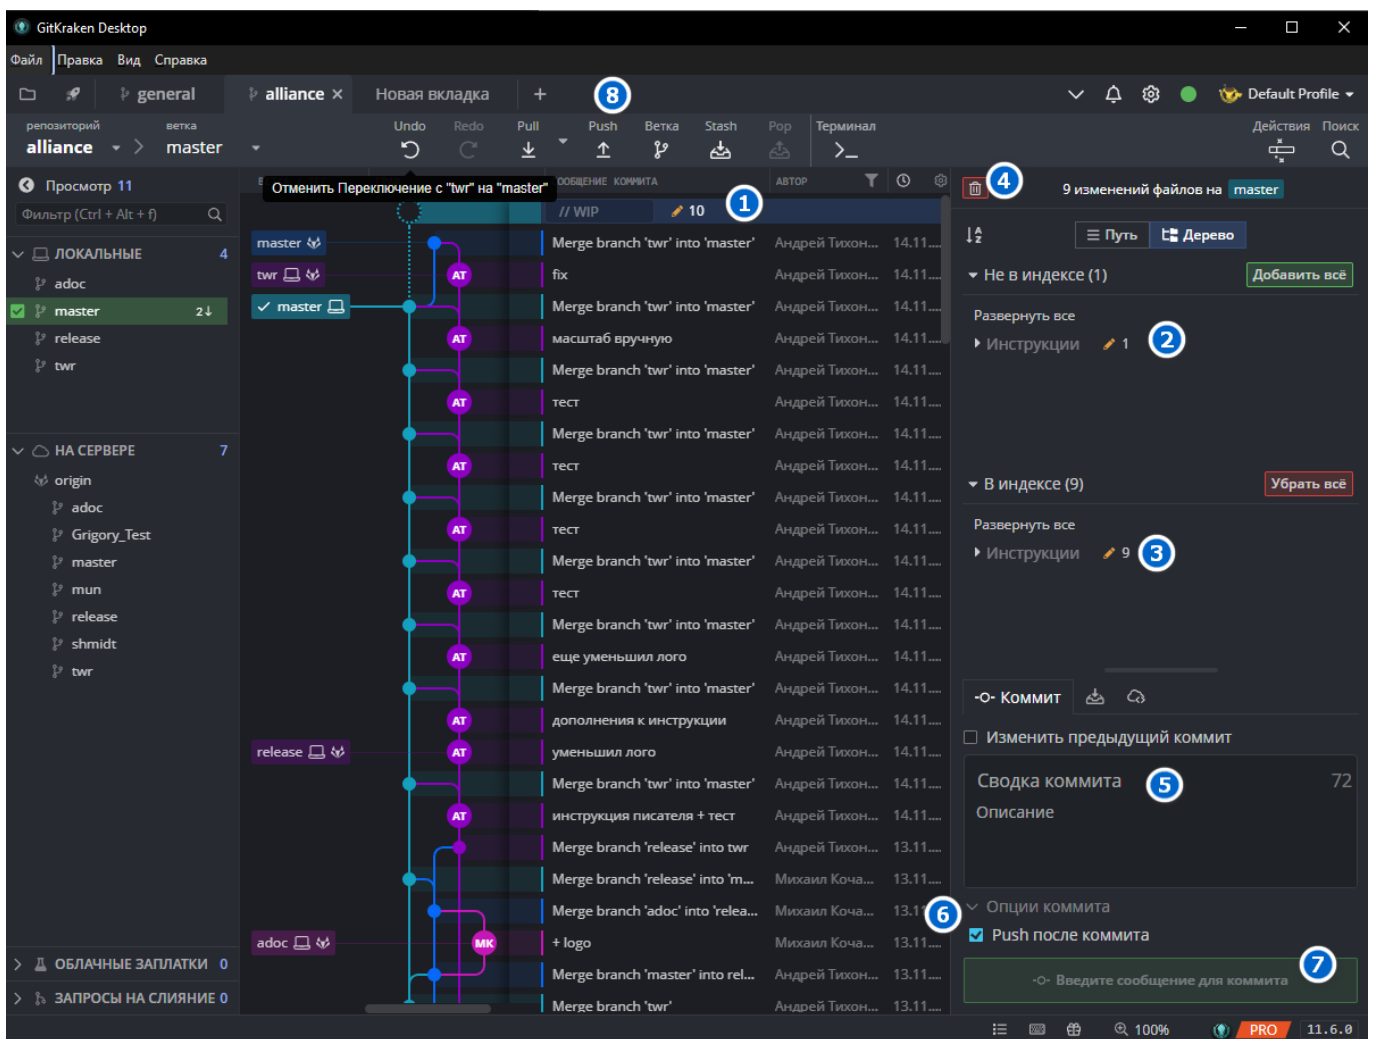 GitKraken Desktop
Файл Правка Вид Справка
general alliance × Новая вкладка + 8 Default Profile
репозиторий ветка Undo Redo Pull Push Ветка Stash Pop Терминал Действия Поиск
alliance > master
Просмотр 11
Отменить Переключение с "twr" на "master"
ООБЩЕНИЕ КОММИТА АВТОР
4 9 изменений файлов на master
Фильтр (Ctrl + Alt + f)
// WIP 10 1
ЛОКАЛЬНЫЕ 4
adoc
master 2↓
release
twr
НА СЕРВЕРЕ 7
origin
adoc
Grigory_Test
master
mun
release
shmidt
twr
ОБЛАЧНЫЕ ЗАПЛАТКИ 0
ЗАПРОСЫ НА СЛИЯНИЕ 0
master Merge branch 'twr' into 'master' Андрей Тихон... 14.11....
twr AT fix Андрей Тихон... 14.11....
master Merge branch 'twr' into 'master' Андрей Тихон... 14.11....
AT масштаб вручную Андрей Тихон... 14.11....
Merge branch 'twr' into 'master' Андрей Тихон... 14.11....
AT тест Андрей Тихон... 14.11....
Merge branch 'twr' into 'master' Андрей Тихон... 14.11....
AT тест Андрей Тихон... 14.11....
Merge branch 'twr' into 'master' Андрей Тихон... 14.11....
AT тест Андрей Тихон... 14.11....
Merge branch 'twr' into 'master' Андрей Тихон... 14.11....
AT тест Андрей Тихон... 14.11....
Merge branch 'twr' into 'master' Андрей Тихон... 14.11....
AT еще уменьшил лого Андрей Тихон... 14.11....
Merge branch 'twr' into 'master' Андрей Тихон... 14.11....
AT дополнения к инструкции Андрей Тихон... 14.11....
release AT уменьшил лого Андрей Тихон... 14.11....
Merge branch 'twr' into 'master' Андрей Тихон... 14.11....
AT инструкция писателя + тест Андрей Тихон... 14.11....
Merge branch 'release' into twr Андрей Тихон... 13.11....
Merge branch 'release' into 'm... Михаил Коча... 13.11....
Merge branch 'adoc' into 'relea... Михаил Коча... 13.1
adoc MK + logo Михаил Коча... 13.11....
Merge branch 'master' into rel... Андрей Тихон... 13.11....
Merge branch 'twr' Андрей Тихон... 13.11....
Путь Дерево
Не в индексе (1) Добавить всё
Развернуть все
Инструкции 1 2
В индексе (9) Убрать всё
Развернуть все
Инструкции 9 3
Коммит
Изменить предыдущий коммит
Сводка коммита 5 72
Описание
6 Опции коммита
Push после коммита
7
Введите сообщение для коммита
100% PRO 11.6.0